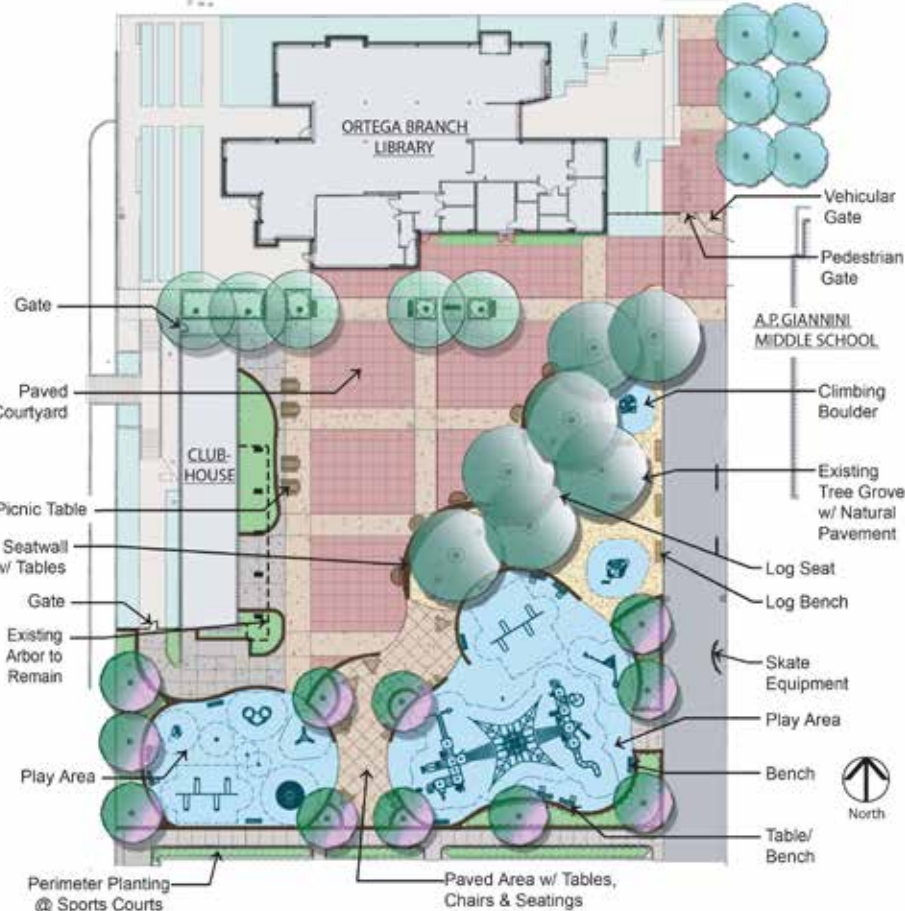 ORTEGA BRANCH
LIBRARY
Vehicular
Gate
Pedestrian
Gate
A.P. GIANNINI
MIDDLE SCHOOL
Gate
Paved
Courtyard
CLUB-
HOUSE
Picnic Table
Seatwall
w/ Tables
Gate
Existing
Arbor to
Remain
Play Area
Climbing
Boulder
Existing
Tree Grove
w/ Natural
Pavement
Log Seat
Log Bench
Skate
Equipment
Play Area
Bench
Table/
Bench
North
Perimeter Planting
@ Sports Courts
Paved Area w/ Tables,
Chairs & Seatings